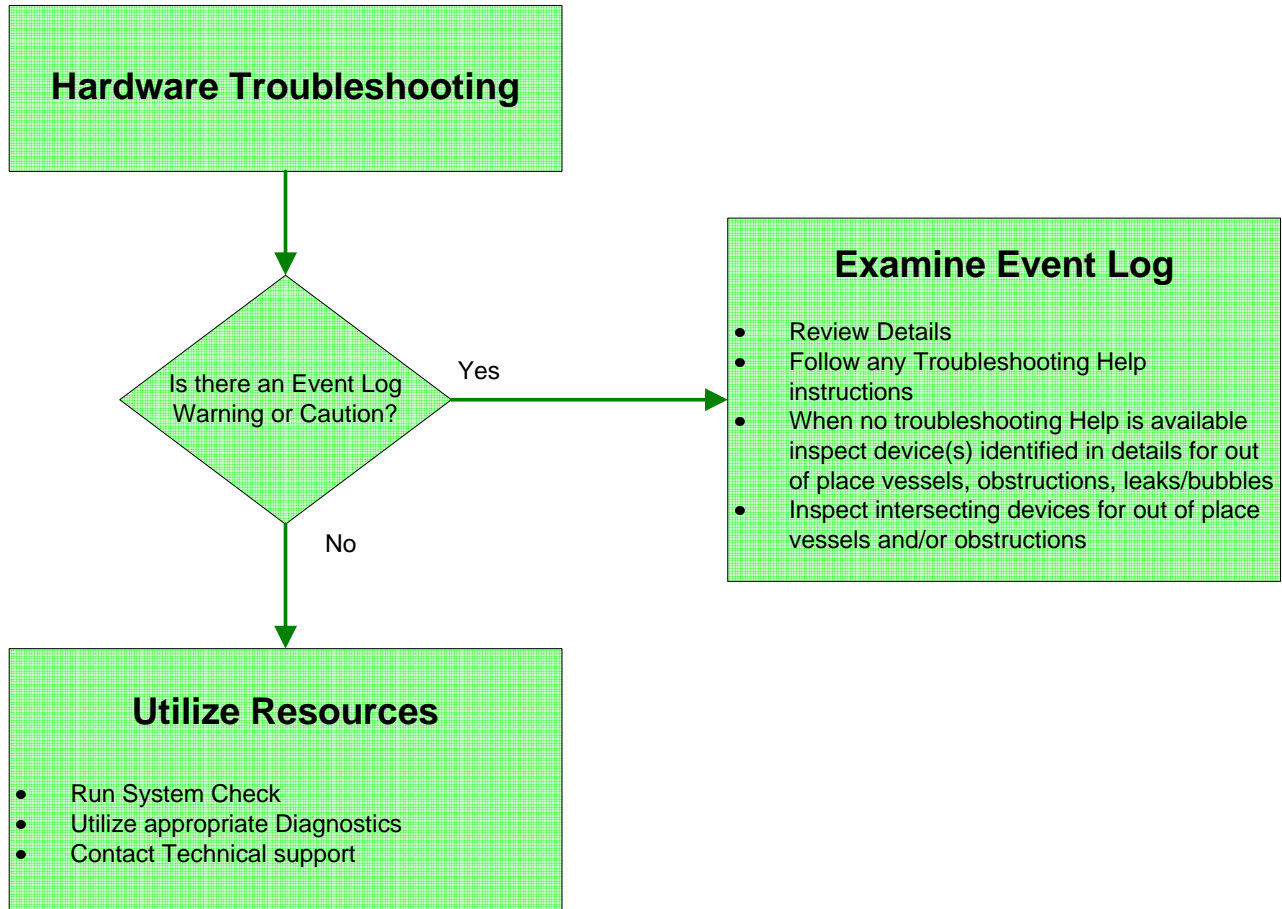 Hardware Troubleshooting
Is there an Event Log
Warning or Caution?
Yes
No
Examine Event Log
• Review Details
• Follow any Troubleshooting Help
instructions
• When no troubleshooting Help is available
inspect device(s) identified in details for out
of place vessels, obstructions, leaks/bubbles
• Inspect intersecting devices for out of place
vessels and/or obstructions
Utilize Resources
• Run System Check
• Utilize appropriate Diagnostics
• Contact Technical support